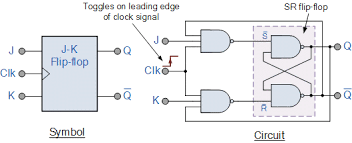 Toggles on leading edge
of clock signal
SR flip-flop
J
Clk
K
J-K
Flip-flop
Q
Q̅
Symbol
J
Clk
K
S̅
R̅
Q
Q̅
Circuit